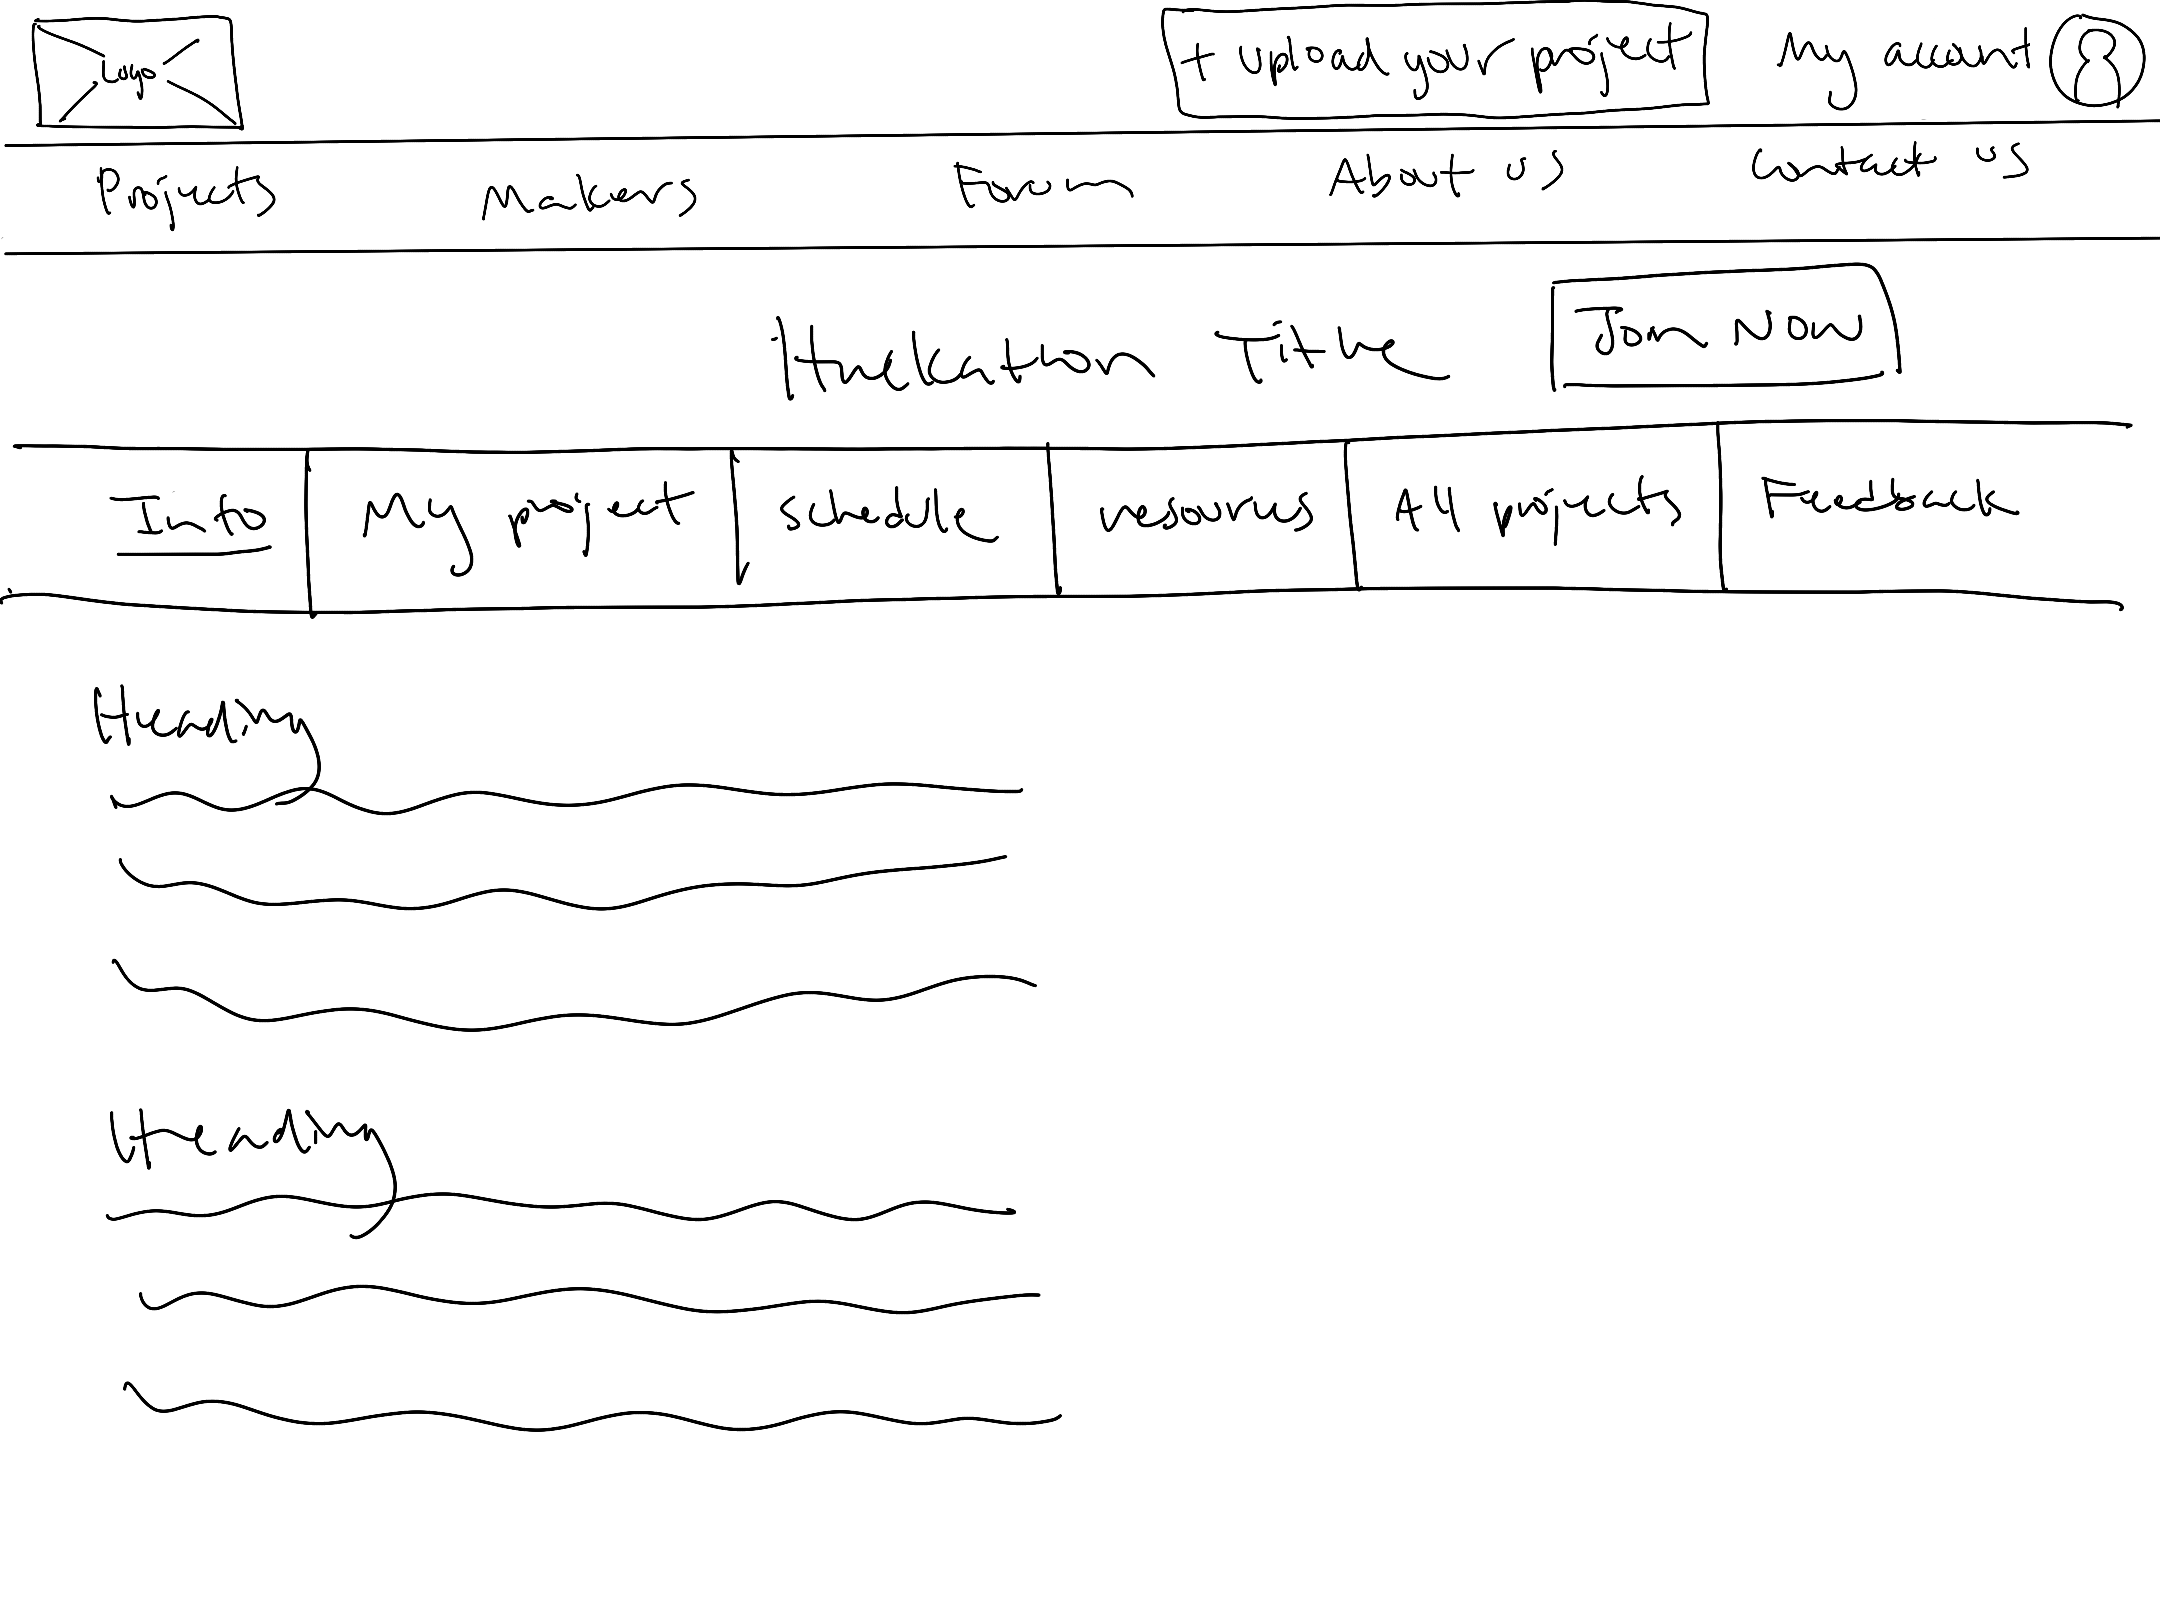 Logo
+ upload your project
My account
Projects Makers Forum About us Contact us
Hackathon Title
Join Now
Info My project schedule resources All projects Feedback
Heading
Heading